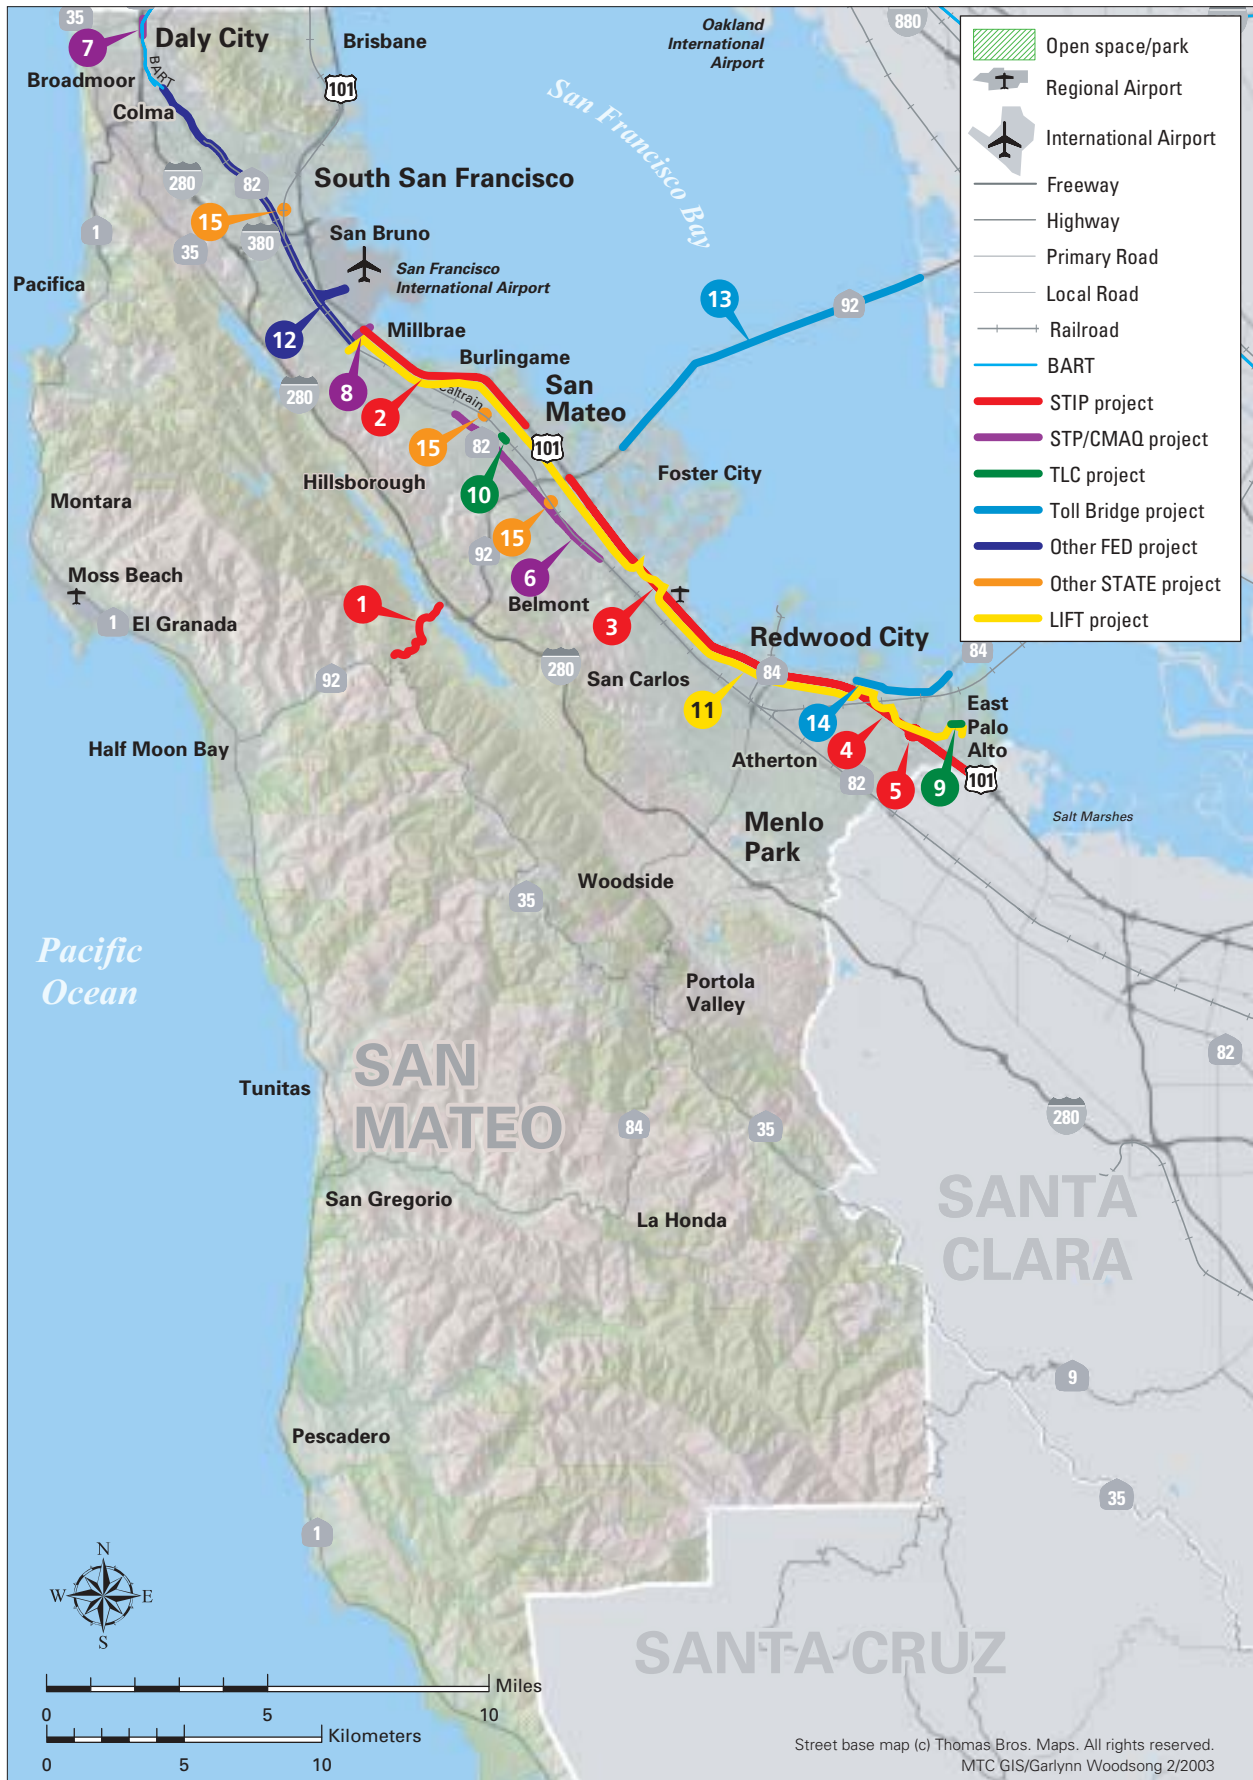 35
Daly City
7
Broadmoor
BART
Colma
Brisbane
101
Oakland
International
Airport
880
San Francisco Bay
280
82
South San Francisco
15
380
35
1
Pacifica
San Bruno
San Francisco
International Airport
12
Millbrae
Burlingame
280
8
2
Caltrain
San
Mateo
15
82
101
13
92
Hillsborough
10
Foster City
Montara
15
92
6
Belmont
Moss Beach
1
El Granada
1
3
92
280
San Carlos
Redwood City
84
84
11
14
4
5
9
East
Palo
Alto
101
Half Moon Bay
Atherton
82
Menlo
Park
Salt Marshes
Woodside
35
Pacific
Ocean
Portola
Valley
SAN
MATEO
Tunitas
84
35
82
280
San Gregorio
La Honda
SANTA
CLARA
9
Pescadero
35
1
SANTA CRUZ
N
W
E
S
Miles
0
5
10
Kilometers
0
5
10
Open space/park
Regional Airport
International Airport
Freeway
Highway
Primary Road
Local Road
Railroad
BART
STIP project
STP/CMAQ project
TLC project
Toll Bridge project
Other FED project
Other STATE project
LIFT project
Street base map (c) Thomas Bros. Maps. All rights reserved.
MTC GIS/Garlynn Woodsong 2/2003